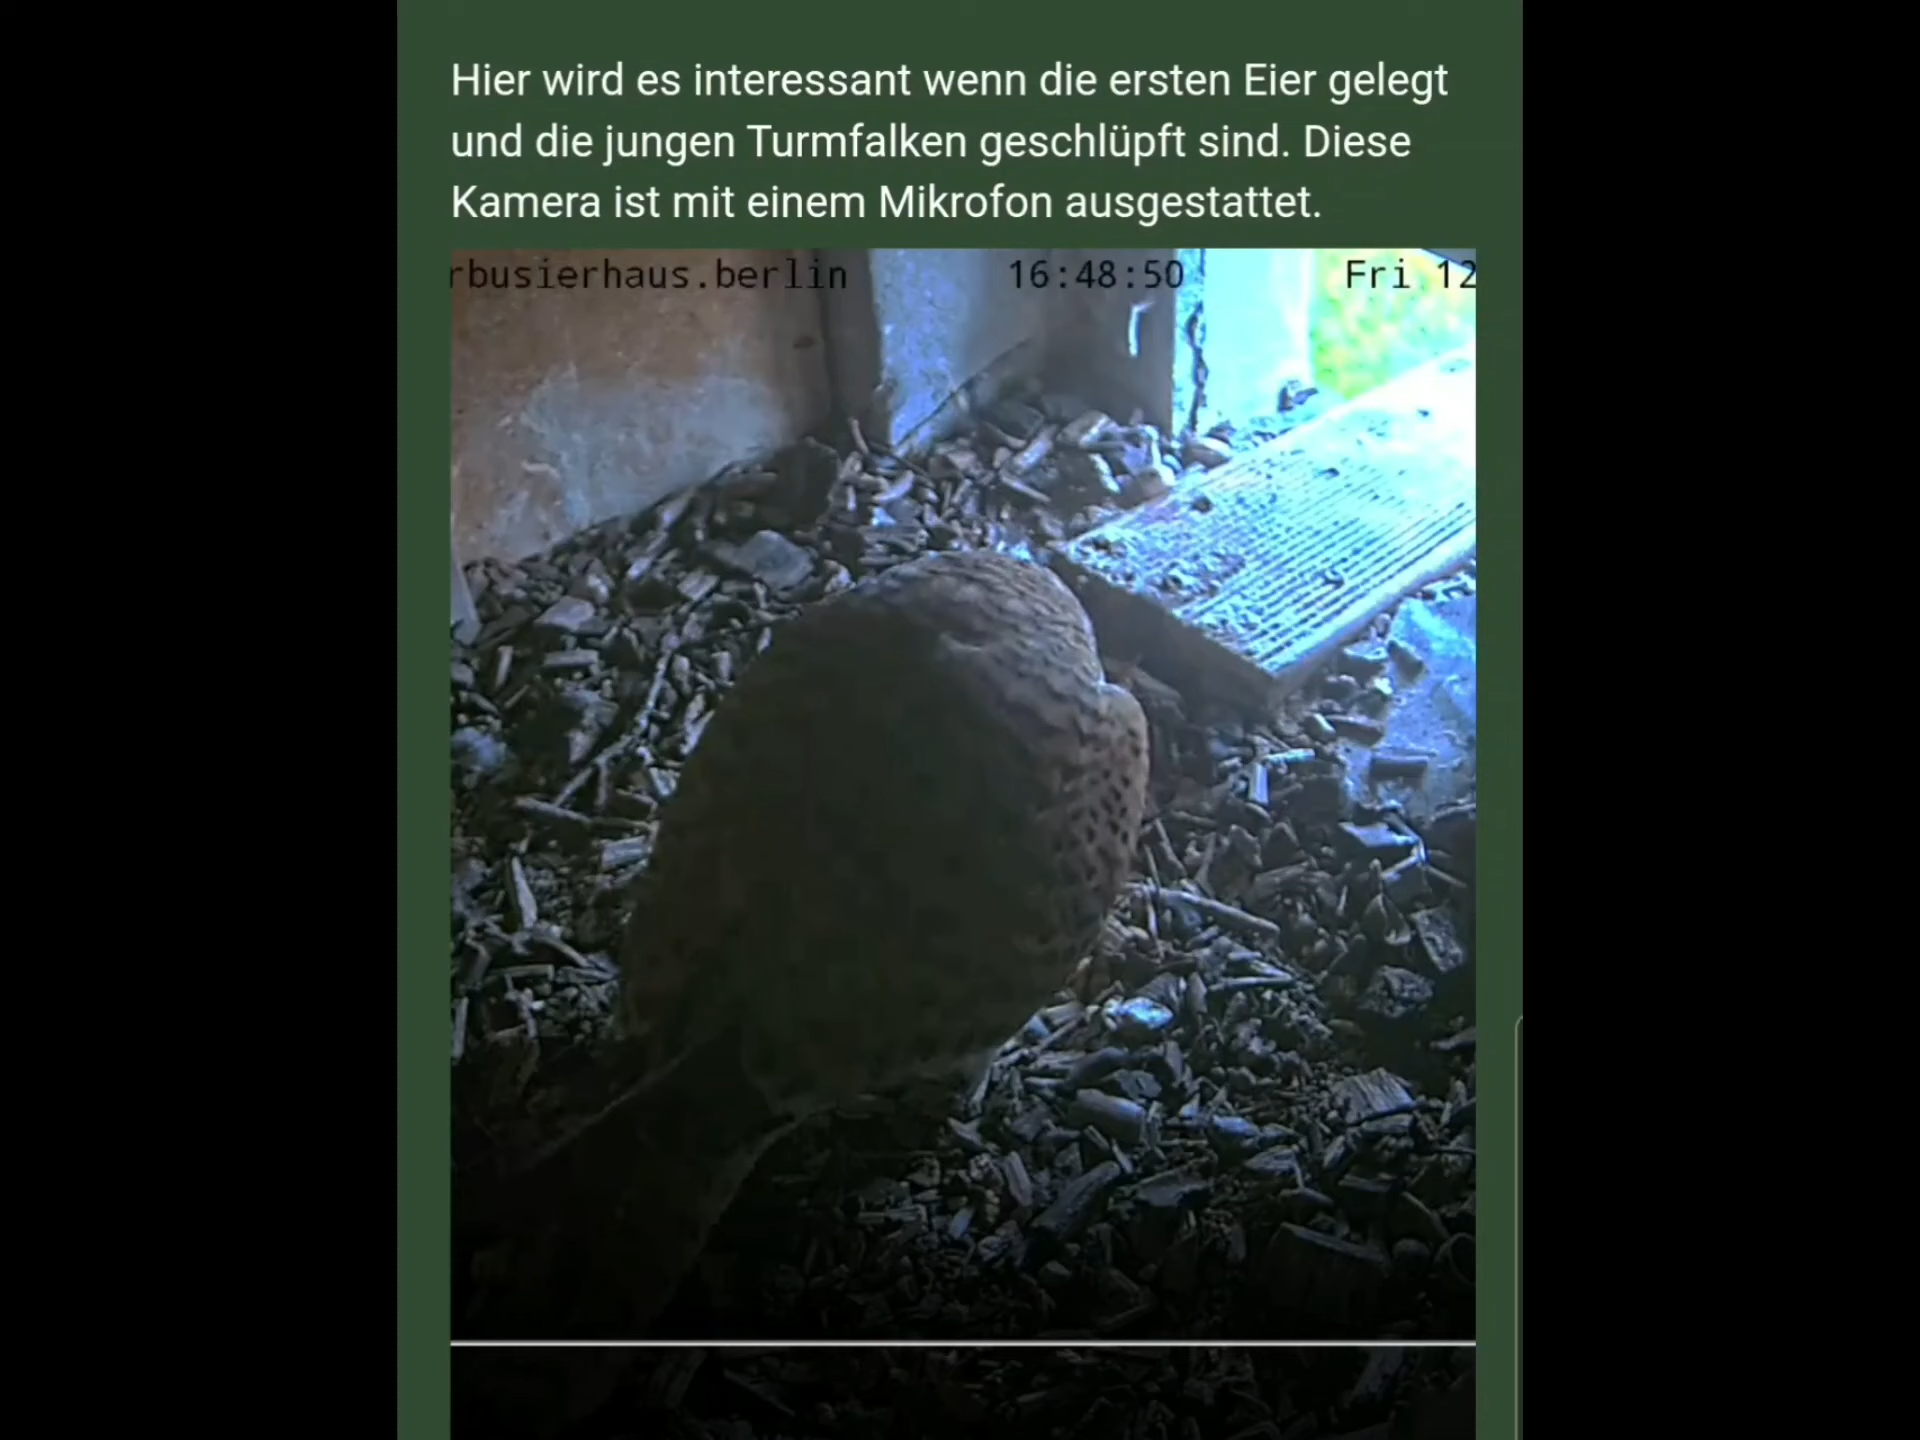 Hier wird es interessant wenn die ersten Eier gelegt
und die jungen Turmfalken geschlüpft sind. Diese
Kamera ist mit einem Mikrofon ausgestattet.
rbusierhaus.berlin 16:48:50 Fri 12